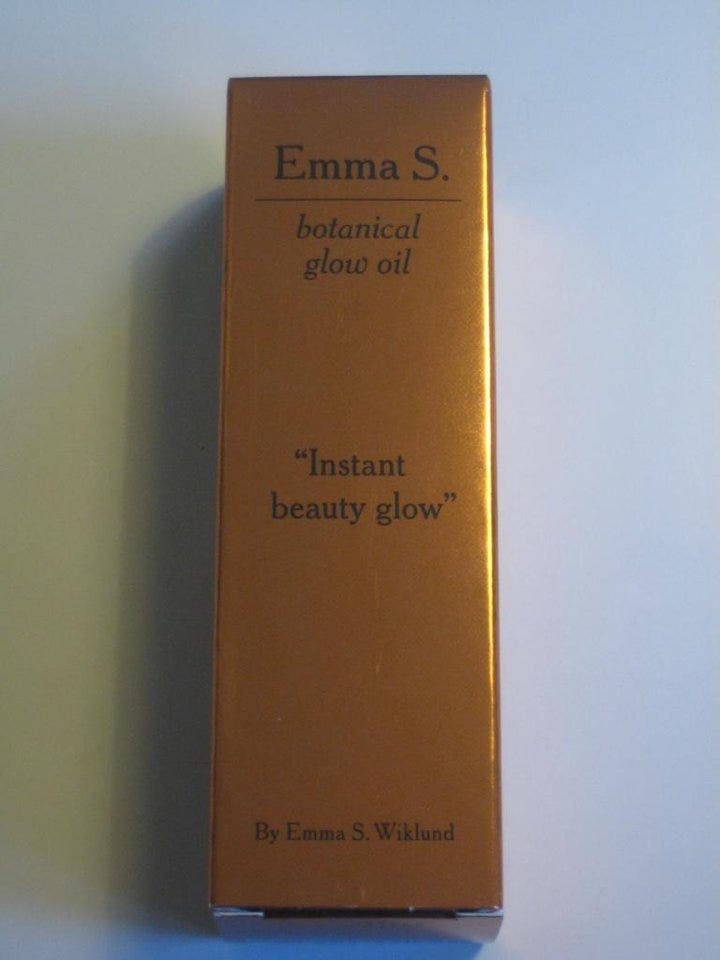 Emma S.
botanical
glow oil
“Instant
beauty glow”
By Emma S. Wiklund